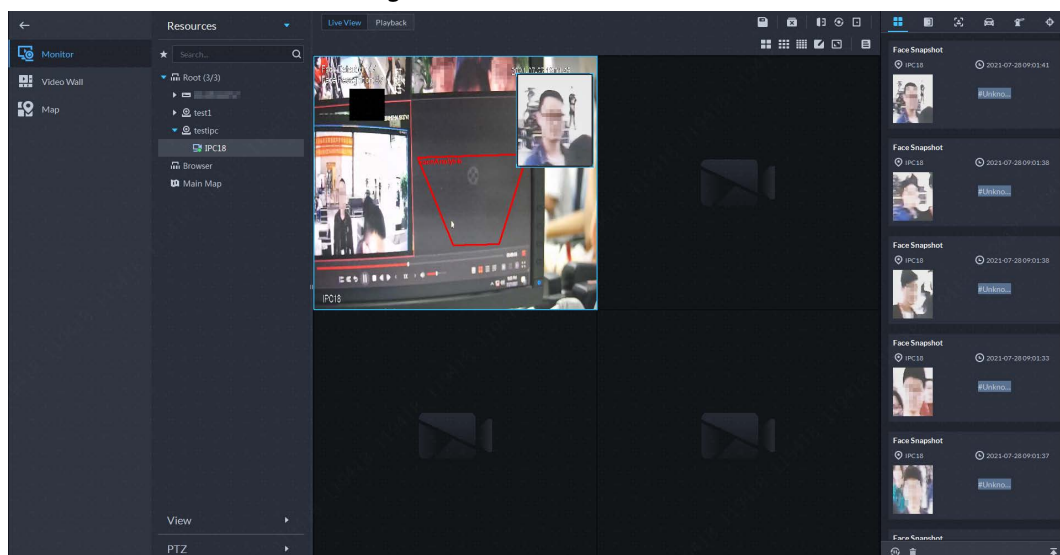 Resources
Live View Playback
Monitor
Search...
Video Wall
Root (3/3)
Map
test1
testipc
IPC18
Browser
Main Map
View
PTZ
IPC18
Face Snapshot
IPC18 2021-07-28 09:01:41
#Unkno...
Face Snapshot
IPC18 2021-07-28 09:01:38
#Unkno...
Face Snapshot
IPC18 2021-07-28 09:01:38
#Unkno...
Face Snapshot
IPC18 2021-07-28 09:01:33
#Unkno...
Face Snapshot
IPC18 2021-07-28 09:01:37
#Unkno...
Face Snapshot